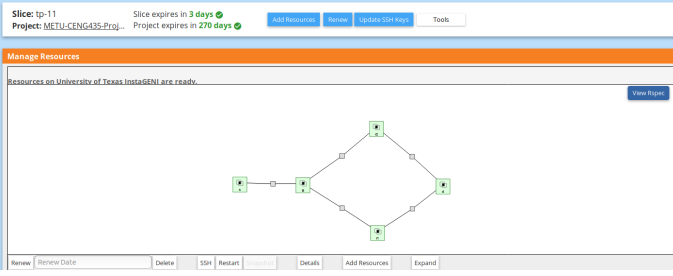 Slice: tp-11
Project: METU-CENG435-Proj...
Slice expires in 3 days
Project expires in 270 days
Add Resources Renew Update SSH Keys Tools
Manage Resources
Resources on University of Texas InstaGENI are ready.
View Rspec
Renew Renew Date Delete SSH Restart Details Add Resources Expand